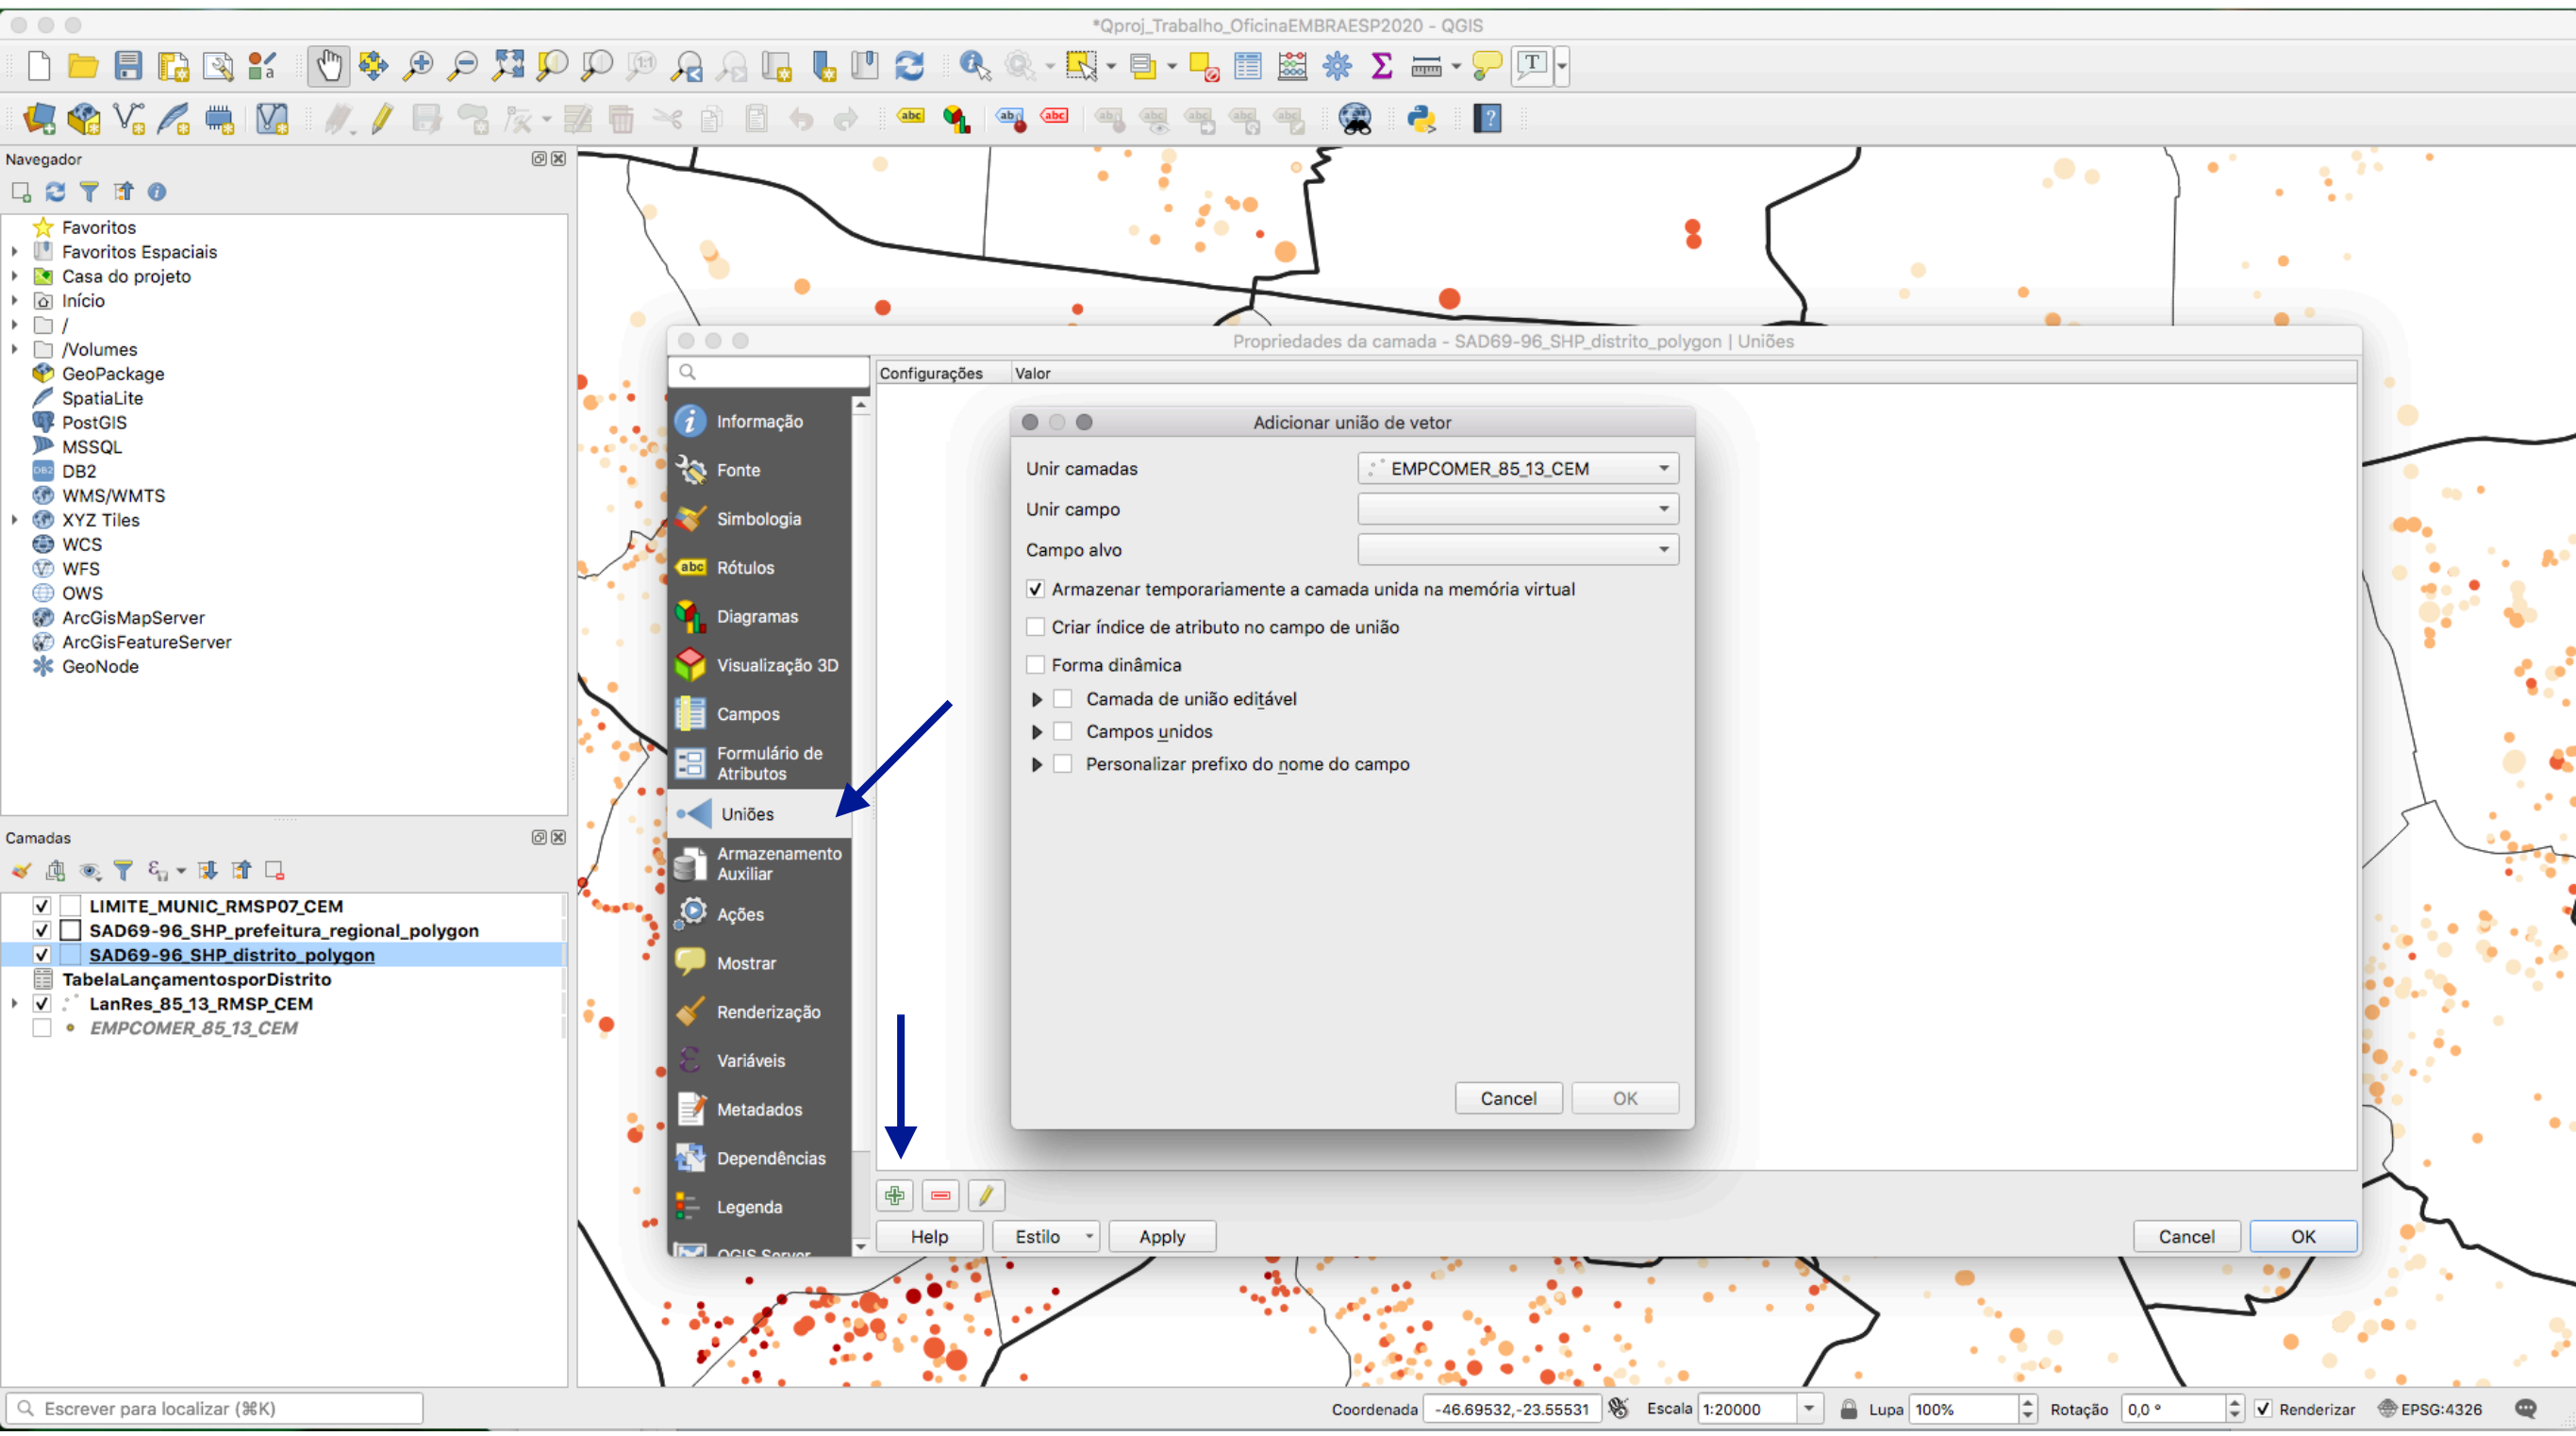 *Qproj_Trabalho_OficinaEMBRAESP2020 - QGIS
Navegador
Favoritos
Favoritos Espaciais
Casa do projeto
Início
/
/Volumes
GeoPackage
SpatiaLite
PostGIS
MSSQL
DB2
WMS/WMTS
XYZ Tiles
WCS
WFS
OWS
ArcGisMapServer
ArcGisFeatureServer
GeoNode
Camadas
LIMITE_MUNIC_RMSP07_CEM
SAD69-96_SHP_prefeitura_regional_polygon
SAD69-96_SHP_distrito_polygon
TabelaLançamentosporDistrito
LanRes_85_13_RMSP_CEM
EMPCOMER_85_13_CEM
Propriedades da camada - SAD69-96_SHP_distrito_polygon | Uniões
Configurações Valor
Informação
Fonte
Simbologia
abc Rótulos
Diagramas
Visualização 3D
Campos
Formulário de
Atributos
Uniões
Armazenamento
Auxiliar
Ações
Mostrar
Renderização
Variáveis
Metadados
Dependências
Legenda
QGIS Server
Adicionar união de vetor
Unir camadas EMPCOMER_85_13_CEM
Unir campo
Campo alvo
Armazenar temporariamente a camada unida na memória virtual
Criar índice de atributo no campo de união
Forma dinâmica
Camada de união editável
Campos unidos
Personalizar prefixo do nome do campo
Cancel OK
Help Estilo Apply Cancel OK
Escrever para localizar (⌘K) Coordenada -46.69532,-23.55531 Escala 1:20000 Lupa 100% Rotação 0,0 ° Renderizar EPSG:4326